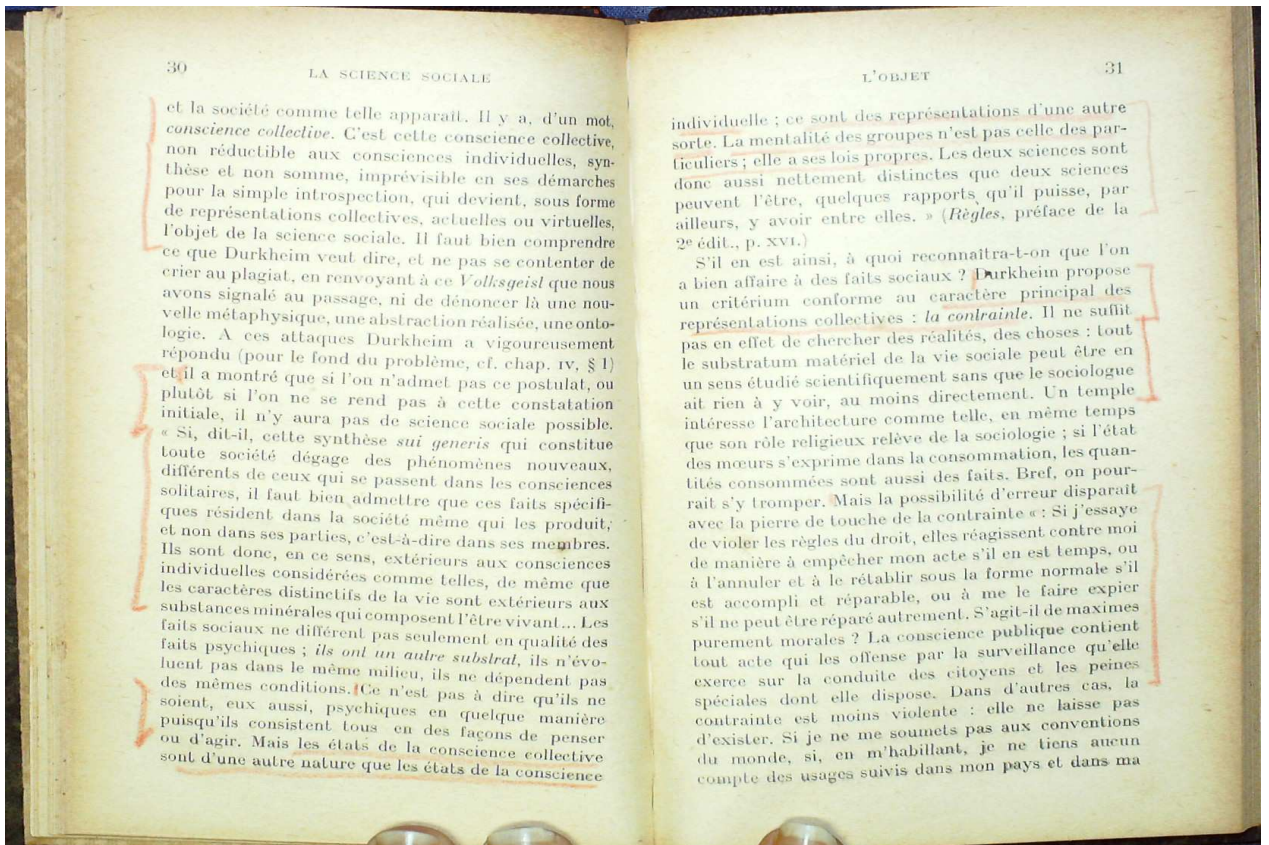 30
LA SCIENCE SOCIALE
et la société comme telle apparaît. Il y a, d'un mot,
conscience collective. C'est cette conscience collective,
non réductible aux consciences individuelles, syn-
thèse et non somme, imprévisible en ses démarches
pour la simple introspection, qui devient, sous forme
de représentations collectives, actuelles ou virtuelles,
l'objet de la science sociale. Il faut bien comprendre
ce que Durkheim veut dire, et ne pas se contenter de
crier au plagiat, en renvoyant à ce Volksgeist que nous
avons signalé au passage, ni de dénoncer là une nou-
velle métaphysique, une abstraction réalisée, une onto-
logie. A ces attaques Durkheim a vigoureusement
répondu (pour le fond du problème, cf. chap. IV, § 1)
et il a montré que si l'on n'admet pas ce postulat, ou
plutôt si l'on ne se rend pas à cette constatation
initiale, il n'y aura pas de science sociale possible.
« Si, dit-il, cette synthèse sui generis qui constitue
toute société dégage des phénomènes nouveaux,
différents de ceux qui se passent dans les consciences
solitaires, il faut bien admettre que ces faits spécifi-
ques résident dans la société même qui les produit,
et non dans ses parties, c'est-à-dire dans ses membres.
Ils sont donc, en ce sens, extérieurs aux consciences
individuelles considérées comme telles, de même que
les caractères distinctifs de la vie sont extérieurs aux
substances minérales qui composent l'être vivant... Les
faits sociaux ne diffèrent pas seulement en qualité des
faits psychiques ; ils ont un autre substrat, ils n'évo-
luent pas dans le même milieu, ils ne dépendent pas
des mêmes conditions. Ce n'est pas à dire qu'ils ne
soient, eux aussi, psychiques en quelque manière
puisqu'ils consistent tous en des façons de penser
ou d'agir. Mais les états de la conscience collective
sont d'une autre nature que les états de la conscience
L'OBJET
31
individuelle ; ce sont des représentations d'une autre
sorte. La mentalité des groupes n'est pas celle des par-
ticuliers ; elle a ses lois propres. Les deux sciences sont
donc aussi nettement distinctes que deux sciences
peuvent l'être, quelques rapports qu'il puisse, par
ailleurs, y avoir entre elles. » (Règles, préface de la
2e édit., p. XVI.)
S'il en est ainsi, à quoi reconnaîtra-t-on que l'on
a bien affaire à des faits sociaux ? Durkheim propose
un critérium conforme au caractère principal des
représentations collectives : la contrainte. Il ne suffit
pas en effet de chercher des réalités, des choses : tout
le substratum matériel de la vie sociale peut être en
un sens étudié scientifiquement sans que le sociologue
ait rien à y voir, au moins directement. Un temple
intéresse l'architecture comme telle, en même temps
que son rôle religieux relève de la sociologie ; si l'état
des mœurs s'exprime dans la consommation, les quan-
tités consommées sont aussi des faits. Bref, on pour-
rait s'y tromper. Mais la possibilité d'erreur disparaît
avec la pierre de touche de la contrainte « : Si j'essaye
de violer les règles du droit, elles réagissent contre moi
de manière à empêcher mon acte s'il en est temps, ou
à l'annuler et à le rétablir sous la forme normale s'il
est accompli et réparable, ou à me le faire expier
s'il ne peut être réparé autrement. S'agit-il de maximes
purement morales ? La conscience publique contient
tout acte qui les offense par la surveillance qu'elle
exerce sur la conduite des citoyens et les peines
spéciales dont elle dispose. Dans d'autres cas, la
contrainte est moins violente : elle ne laisse pas
d'exister. Si je ne me soumets pas aux conventions
du monde, si, en m'habillant, je ne tiens aucun
compte des usages suivis dans mon pays et dans ma